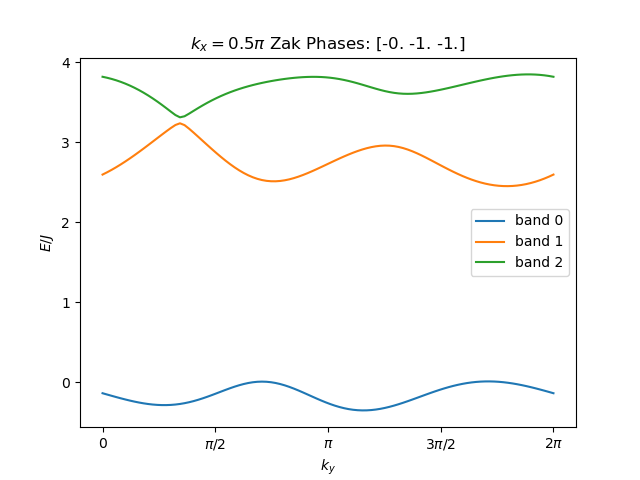 $k_x = 0.5\pi$ Zak Phases: [-0. -1. -1.]
4
3
2
1
0
E/J
band 0
band 1
band 2
0
π/2
π
3π/2
2π
$k_y$